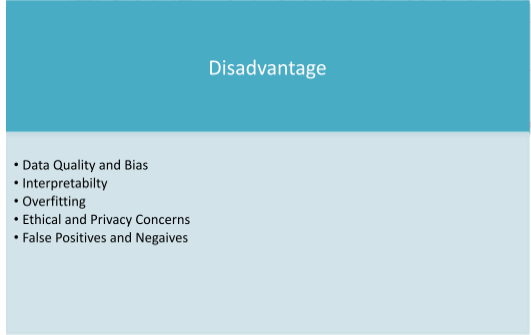 Disadvantage
• Data Quality and Bias
• Interpretabilty
• Overfitting
• Ethical and Privacy Concerns
• False Positives and Negaives